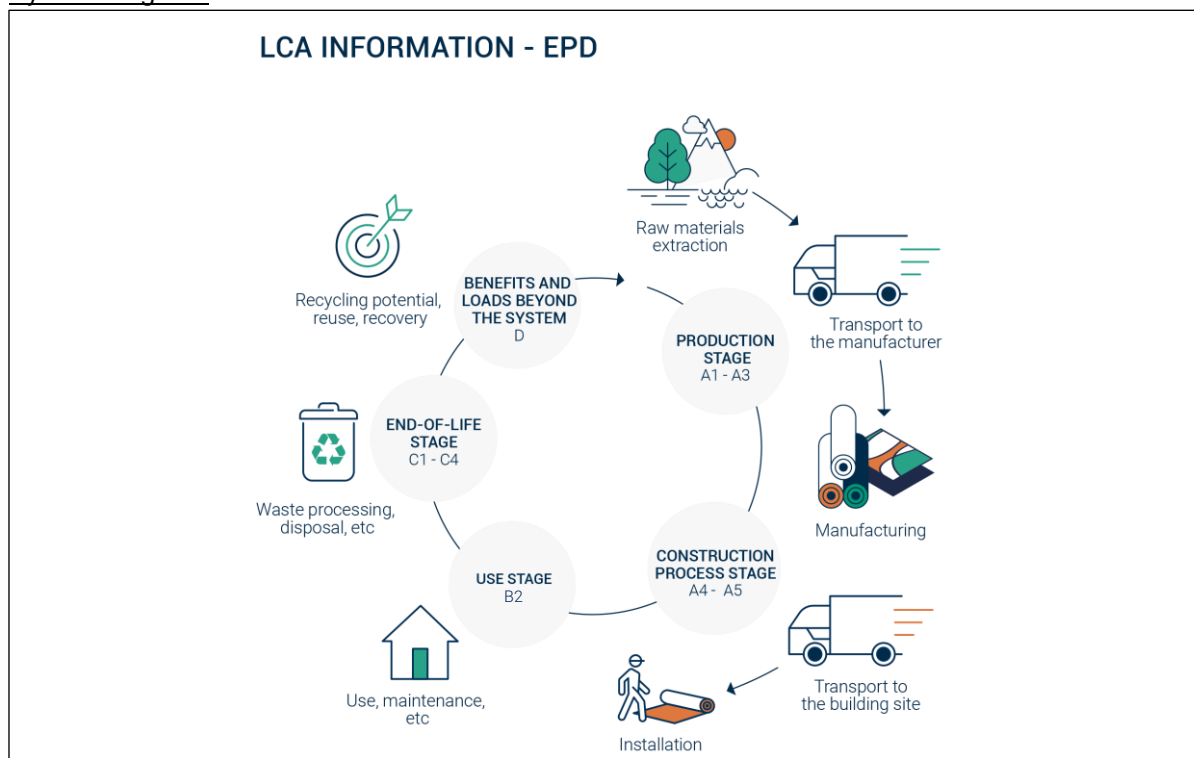 LCA INFORMATION - EPD
Raw materials
extraction
Transport to
the manufacturer
Manufacturing
PRODUCTION
STAGE
A1 - A3
CONSTRUCTION
PROCESS STAGE
A4 - A5
Transport to
the building site
Installation
USE STAGE
B2
Use, maintenance,
etc
END-OF-LIFE
STAGE
C1 - C4
Waste processing,
disposal, etc
BENEFITS AND
LOADS BEYOND
THE SYSTEM
D
Recycling potential,
reuse, recovery